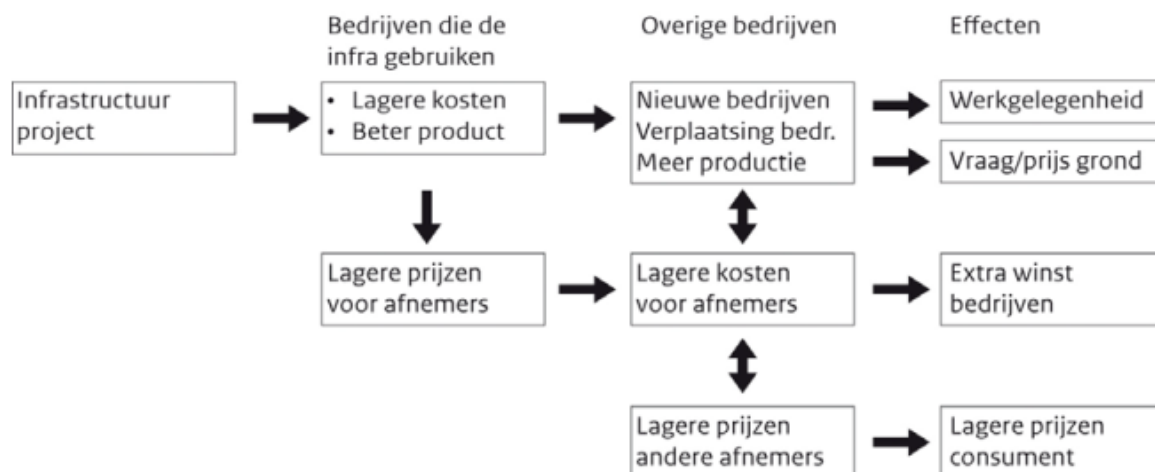 Bedrijven die de
infra gebruiken
Overige bedrijven
Effecten
Infrastructuur
project
• Lagere kosten
• Beter product
Nieuwe bedrijven
Verplaatsing bedr.
Meer productie
Werkgelegenheid
Vraag/prijs grond
Lagere prijzen
voor afnemers
Lagere kosten
voor afnemers
Extra winst
bedrijven
Lagere prijzen
andere afnemers
Lagere prijzen
consument